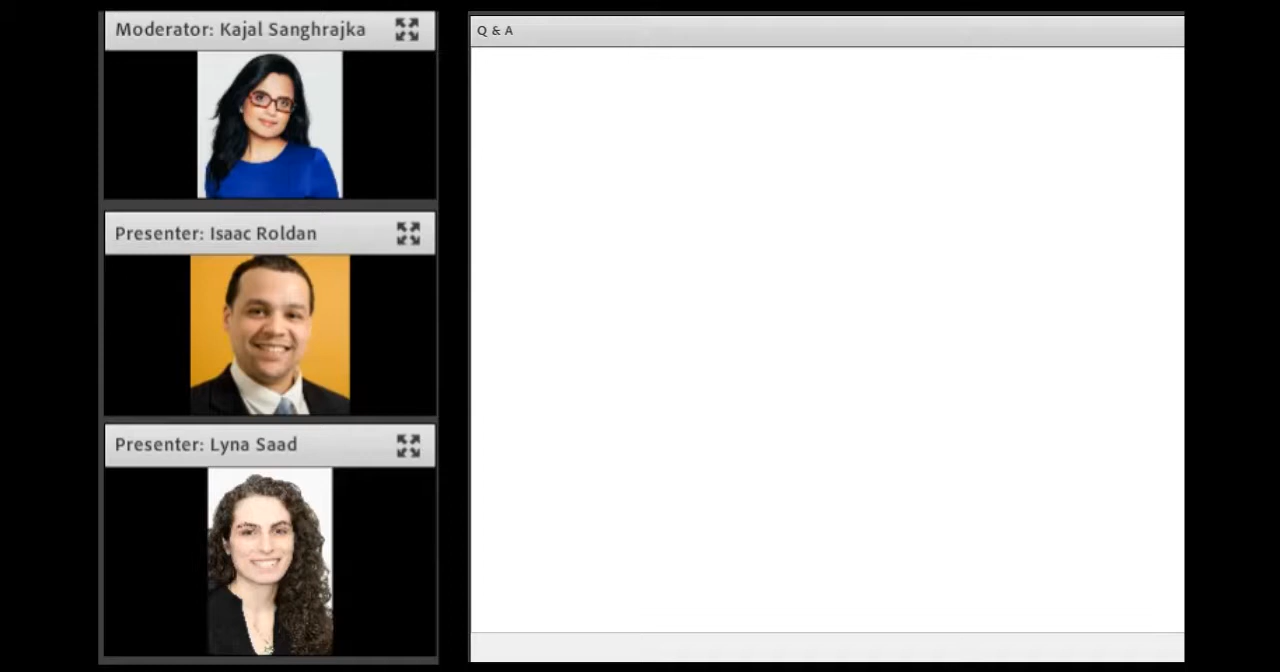 Moderator: Kajal Sanghrajka
Presenter: Isaac Roldan
Presenter: Lyna Saad
Q & A